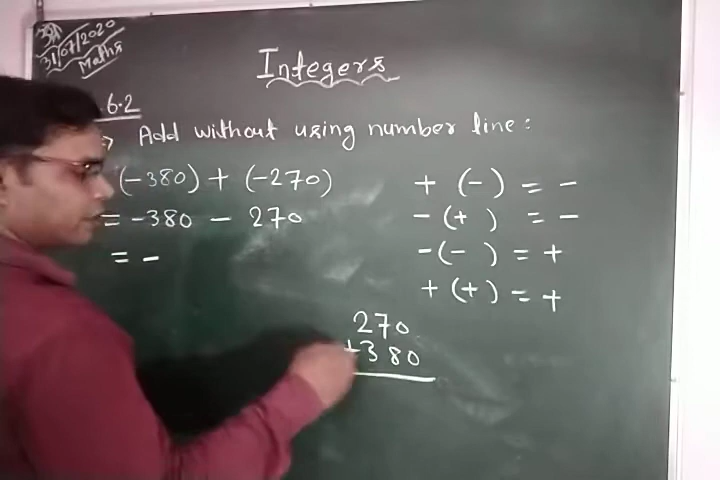 31/07/2020
Maths
Integers
6.2
Add without using number line:
(-380) + (-270)
= -380 - 270
= -
+ (-) = -
- (+ ) = -
-(- ) = +
+ (+) = +
270
+380